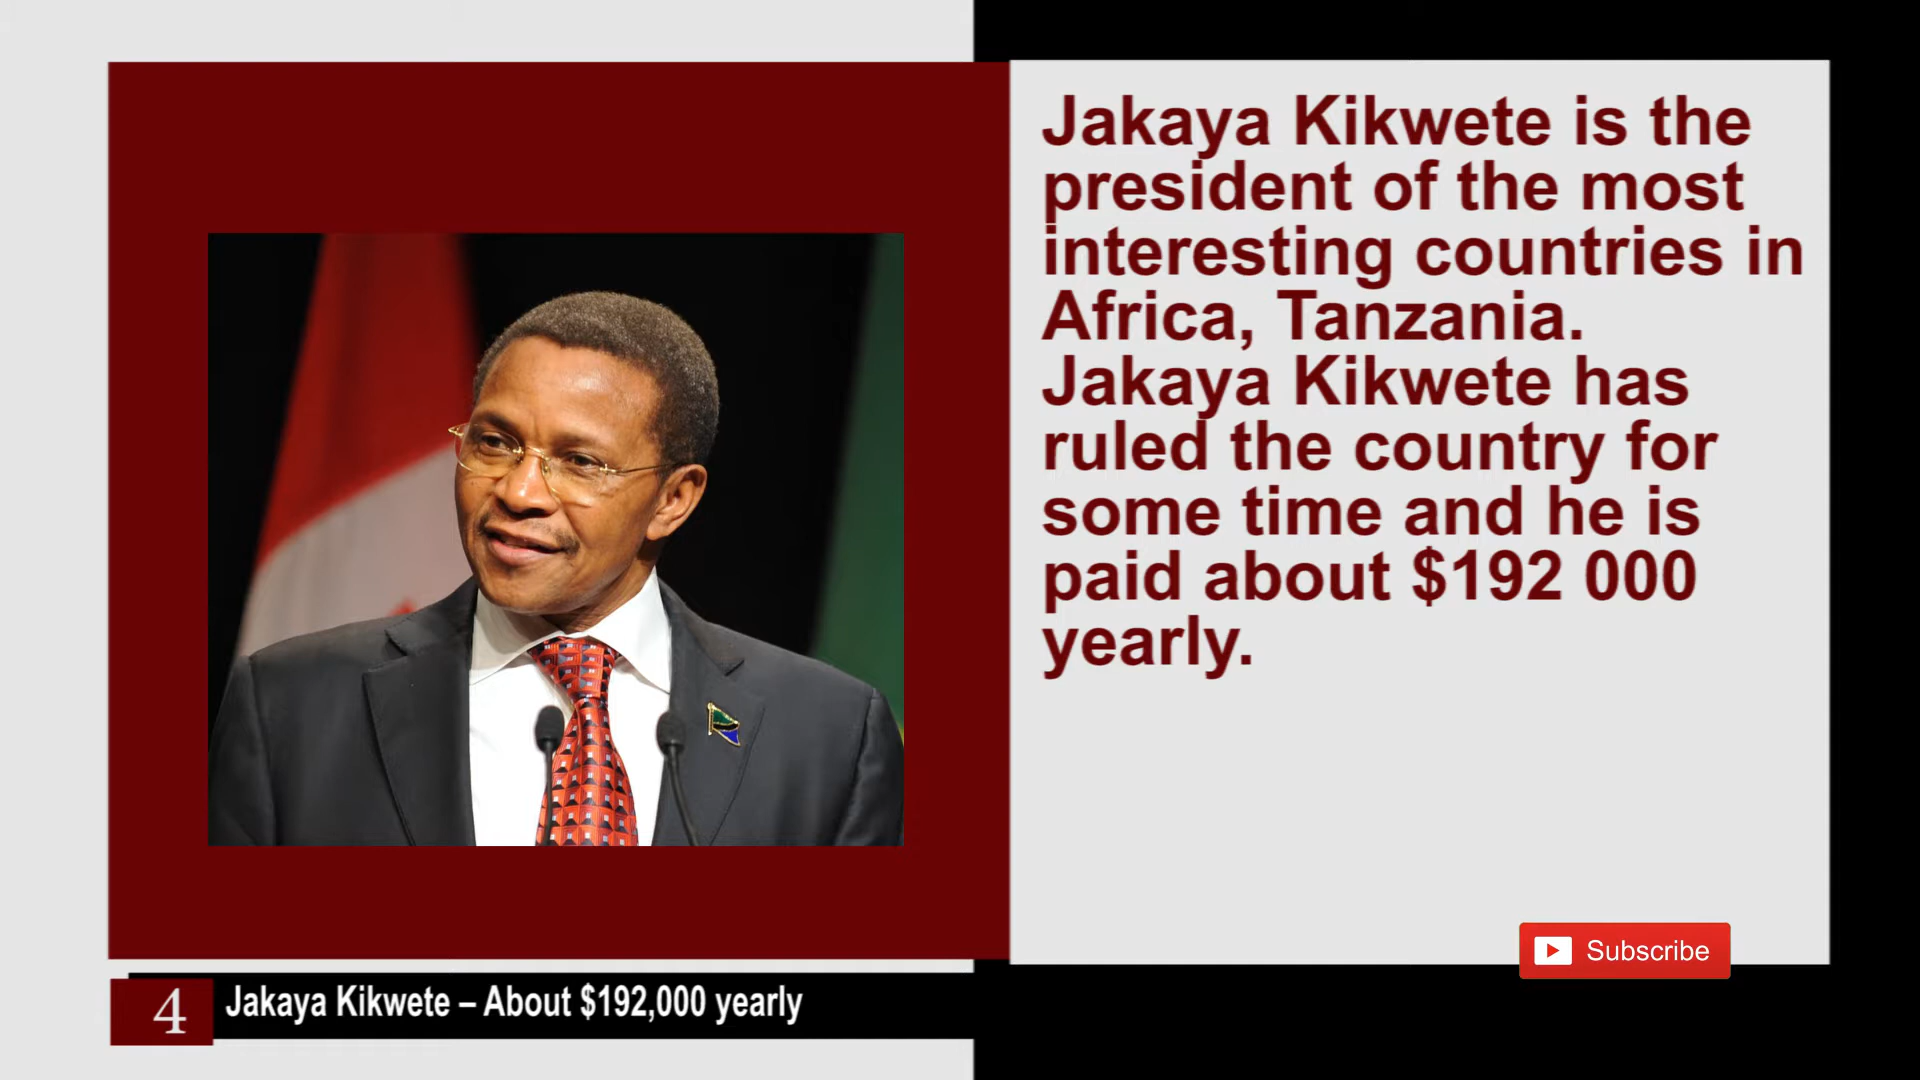 Jakaya Kikwete is the
president of the most
interesting countries in
Africa, Tanzania.
Jakaya Kikwete has
ruled the country for
some time and he is
paid about $192 000
yearly.
Subscribe
4
Jakaya Kikwete – About $192,000 yearly